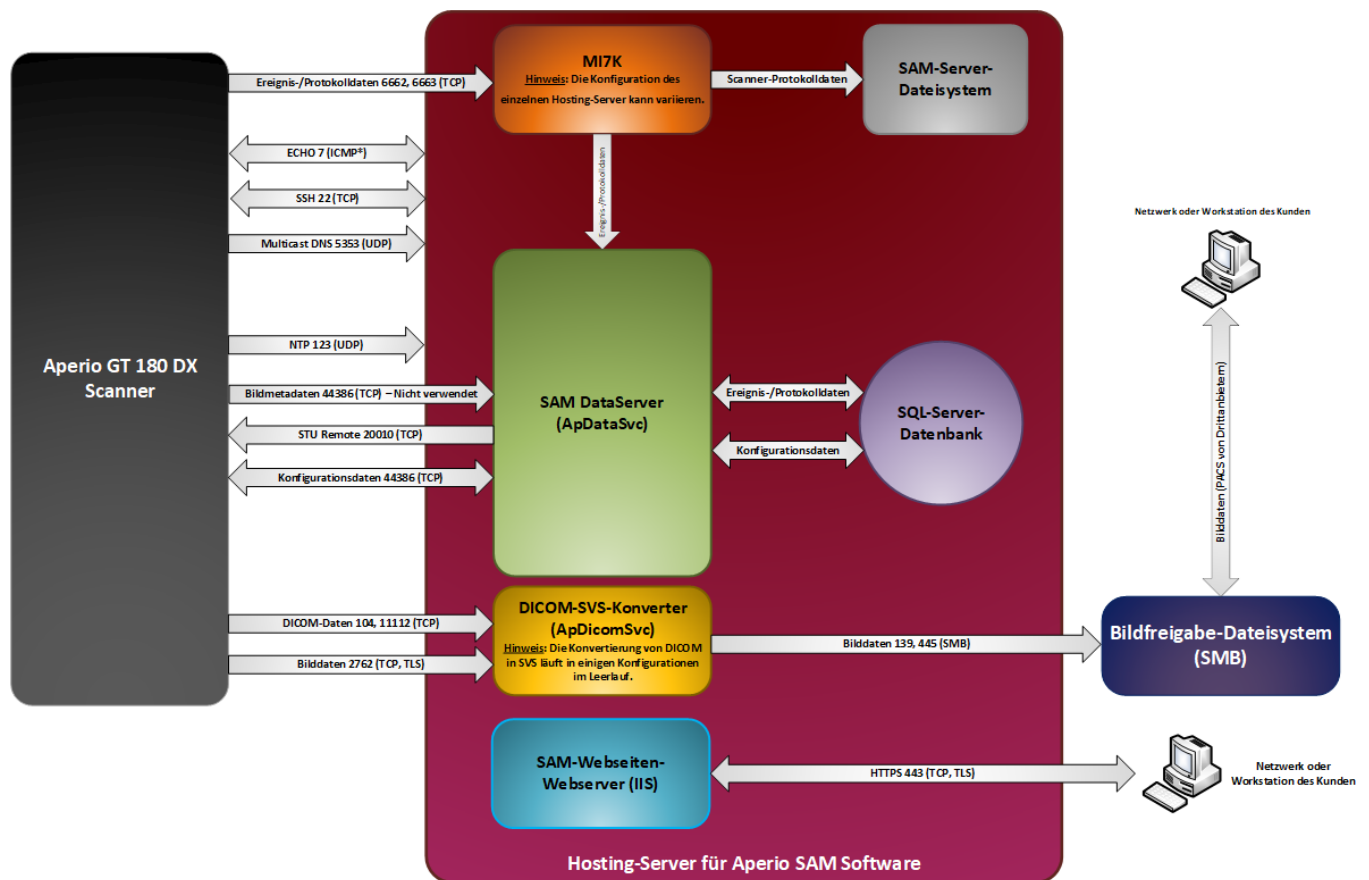 MI7K
Hinweis: Die Konfiguration des
einzelnen Hosting-Server kann variieren.
SAM-Server-
Dateisystem
Ereignis-/Protokolldaten 6662, 6663 (TCP)
Scanner-Protokolldaten
ECHO 7 (ICMP*)
SSH 22 (TCP)
Multicast DNS 5353 (UDP)
Ereignis-/Protokolldaten
Netzwerk oder Workstation des Kunden
Aperio GT 180 DX
Scanner
NTP 123 (UDP)
Bildmetadaten 44386 (TCP) – Nicht verwendet
STU Remote 20010 (TCP)
Konfigurationsdaten 44386 (TCP)
SAM DataServer
(ApDataSvc)
Ereignis-/Protokolldaten
Konfigurationsdaten
SQL-Server-
Datenbank
Bilddaten (PACS von Drittanbietern)
DICOM-Daten 104, 11112 (TCP)
Bilddaten 2762 (TCP, TLS)
DICOM-SVS-Konverter
(ApDicomSvc)
Hinweis: Die Konvertierung von DICOM
in SVS läuft in einigen Konfigurationen
im Leerlauf.
Bilddaten 139, 445 (SMB)
Bildfreigabe-Dateisystem
(SMB)
SAM-Webseiten-
Webserver (IIS)
HTTPS 443 (TCP, TLS)
Netzwerk oder
Workstation des Kunden
Hosting-Server für Aperio SAM Software